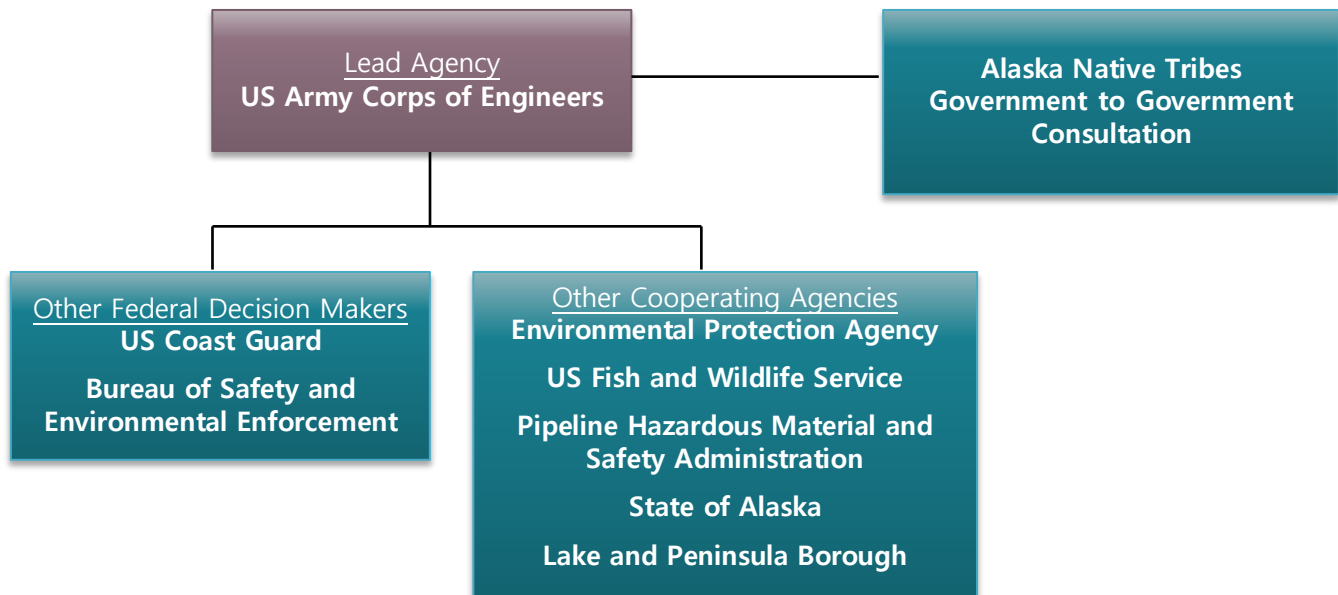 Lead Agency
US Army Corps of Engineers
Alaska Native Tribes
Government to Government
Consultation
Other Federal Decision Makers
US Coast Guard
Bureau of Safety and
Environmental Enforcement
Other Cooperating Agencies
Environmental Protection Agency
US Fish and Wildlife Service
Pipeline Hazardous Material and
Safety Administration
State of Alaska
Lake and Peninsula Borough